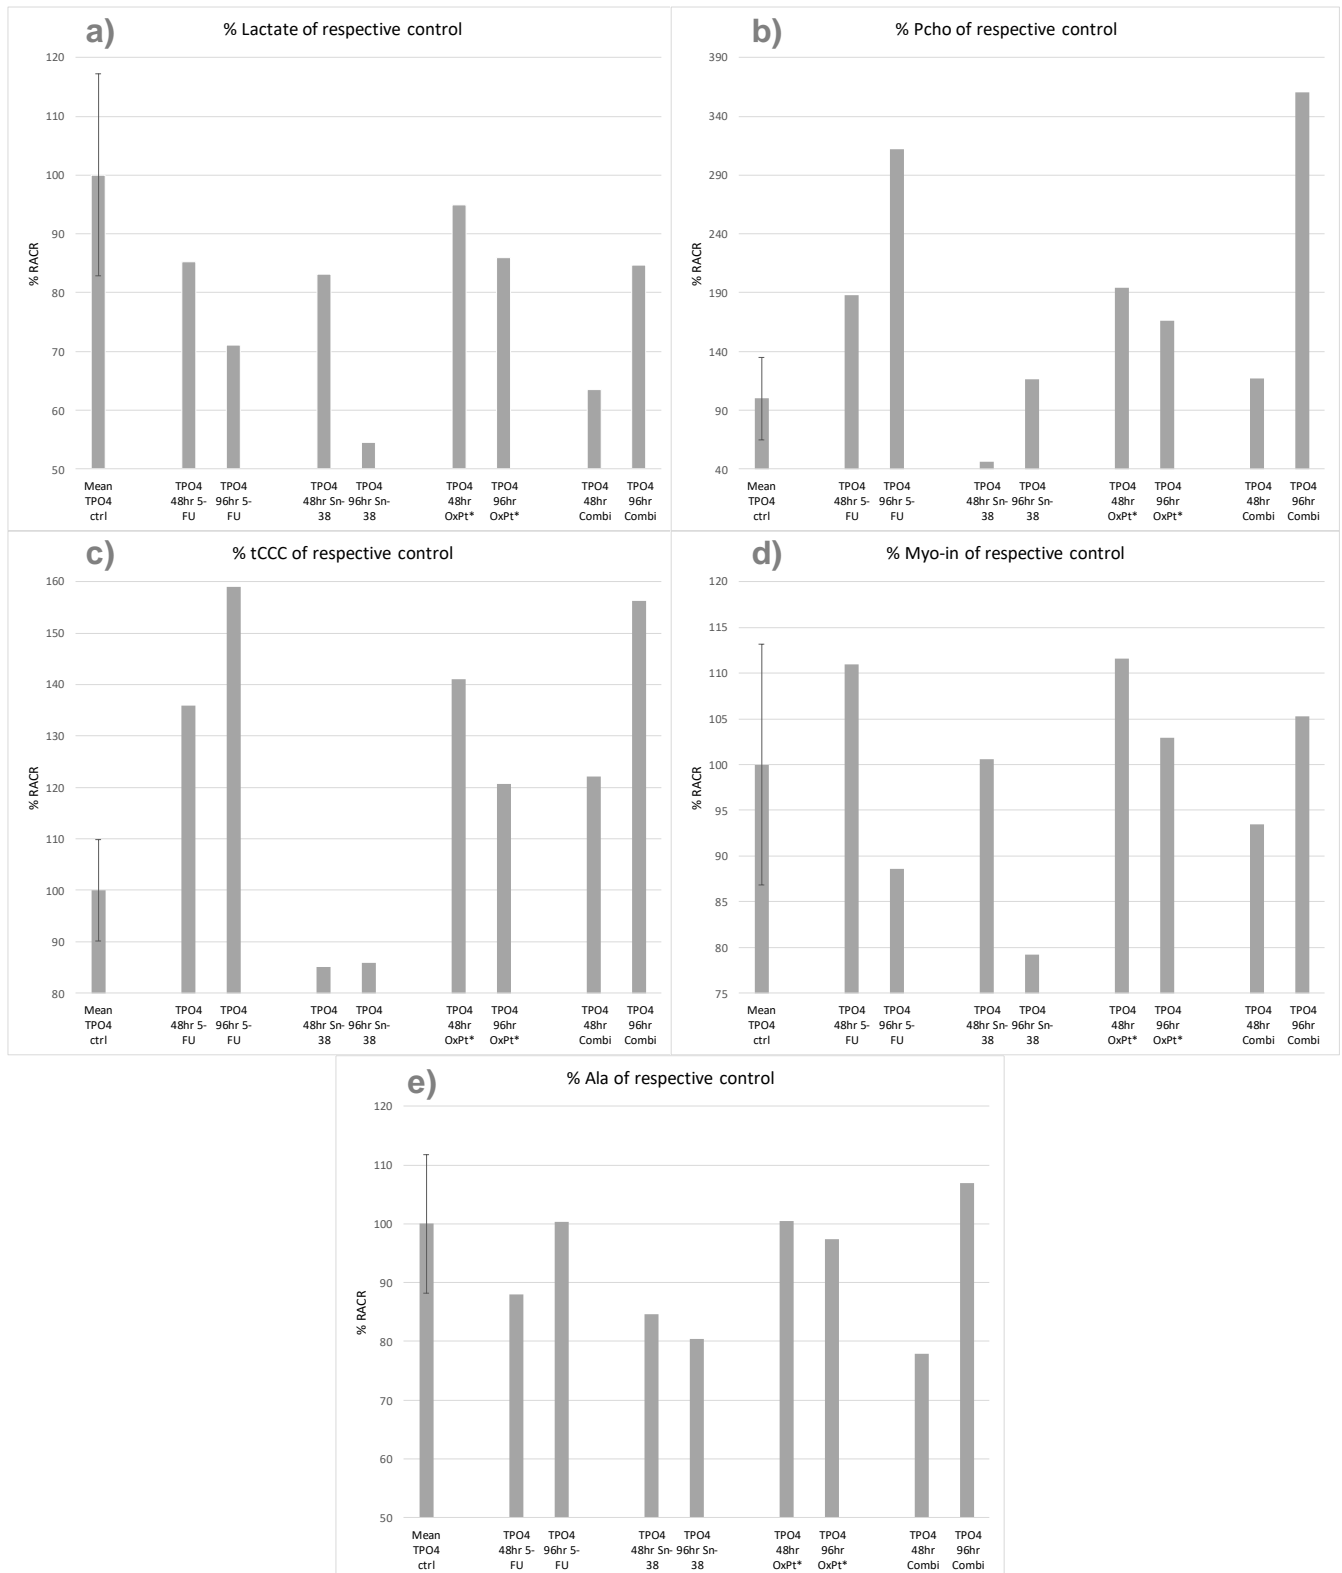 a)
% Lactate of respective control
120
110
100
90
80
70
60
50
% RACR
Mean
TPO4
ctrl
TPO4
48hr 5-
FU
TPO4
96hr 5-
FU
TPO4
48hr Sn-
38
TPO4
96hr Sn-
38
TPO4
48hr
OxPt*
TPO4
96hr
OxPt*
TPO4
48hr
Combi
TPO4
96hr
Combi
b)
% Pcho of respective control
390
340
290
240
190
140
90
40
% RACR
Mean
TPO4
ctrl
TPO4
48hr 5-
FU
TPO4
96hr 5-
FU
TPO4
48hr Sn-
38
TPO4
96hr Sn-
38
TPO4
48hr
OxPt*
TPO4
96hr
OxPt*
TPO4
48hr
Combi
TPO4
96hr
Combi
c)
% tCCC of respective control
160
150
140
130
120
110
100
90
80
% RACR
Mean
TPO4
ctrl
TPO4
48hr 5-
FU
TPO4
96hr 5-
FU
TPO4
48hr Sn-
38
TPO4
96hr Sn-
38
TPO4
48hr
OxPt*
TPO4
96hr
OxPt*
TPO4
48hr
Combi
TPO4
96hr
Combi
d)
% Myo-in of respective control
120
115
110
105
100
95
90
85
80
75
% RACR
Mean
TPO4
ctrl
TPO4
48hr 5-
FU
TPO4
96hr 5-
FU
TPO4
48hr Sn-
38
TPO4
96hr Sn-
38
TPO4
48hr
OxPt*
TPO4
96hr
OxPt*
TPO4
48hr
Combi
TPO4
96hr
Combi
e)
% Ala of respective control
120
110
100
90
80
70
60
50
% RACR
Mean
TPO4
ctrl
TPO4
48hr 5-
FU
TPO4
96hr 5-
FU
TPO4
48hr Sn-
38
TPO4
96hr Sn-
38
TPO4
48hr
OxPt*
TPO4
96hr
OxPt*
TPO4
48hr
Combi
TPO4
96hr
Combi